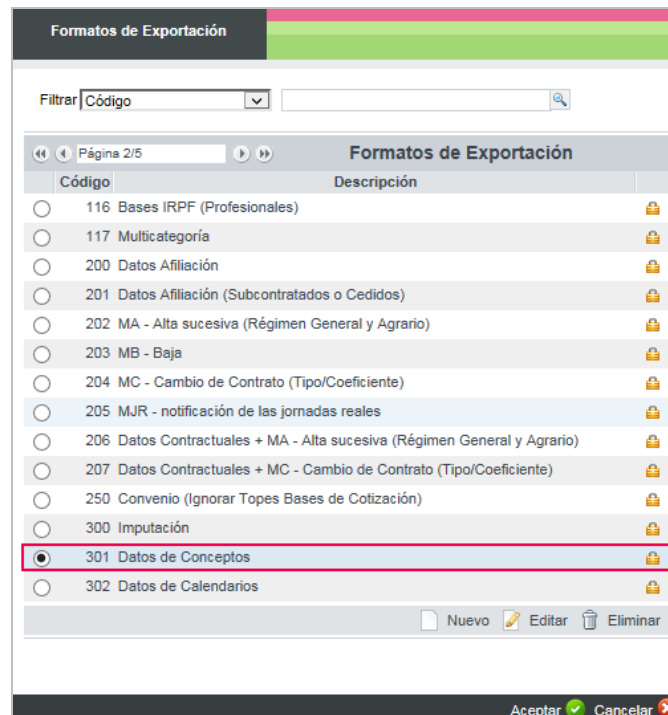 Formatos de Exportación
Filtrar Código
Página 2/5 Formatos de Exportación
Código Descripción
116 Bases IRPF (Profesionales)
117 Multicategoría
200 Datos Afiliación
201 Datos Afiliación (Subcontratados o Cedidos)
202 MA - Alta sucesiva (Régimen General y Agrario)
203 MB - Baja
204 MC - Cambio de Contrato (Tipo/Coeficiente)
205 MJR - notificación de las jornadas reales
206 Datos Contractuales + MA - Alta sucesiva (Régimen General y Agrario)
207 Datos Contractuales + MC - Cambio de Contrato (Tipo/Coeficiente)
250 Convenio (Ignorar Topes Bases de Cotización)
300 Imputación
301 Datos de Conceptos
302 Datos de Calendarios
Nuevo Editar Eliminar
Aceptar Cancelar